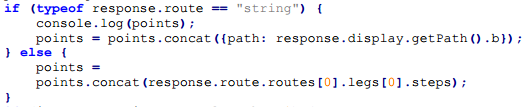 if (typeof response.route == "string") {
console.log(points);
points = points.concat({path: response.display.getPath().b});
} else {
points =
points.concat(response.route.routes[0].legs[0].steps);
}